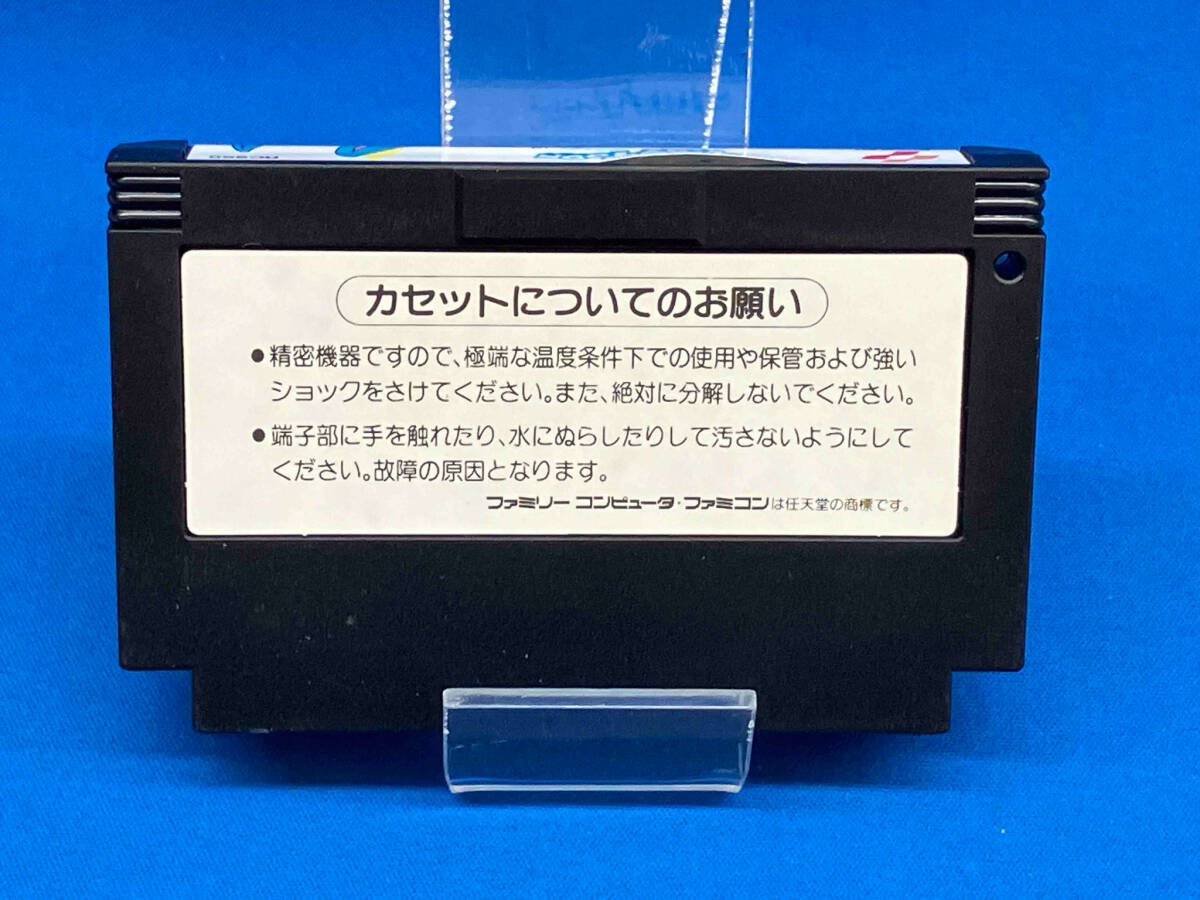 カセットについてのお願い
●精密機器ですので、極端な温度条件下での使用や保管および強い
ショックをさけてください。また、絶対に分解しないでください。
●端子部に手を触れたり、水にぬらしたりして汚さないようにして
ください。故障の原因となります。
ファミリー コンピュータ・ファミコンは任天堂の商標です。